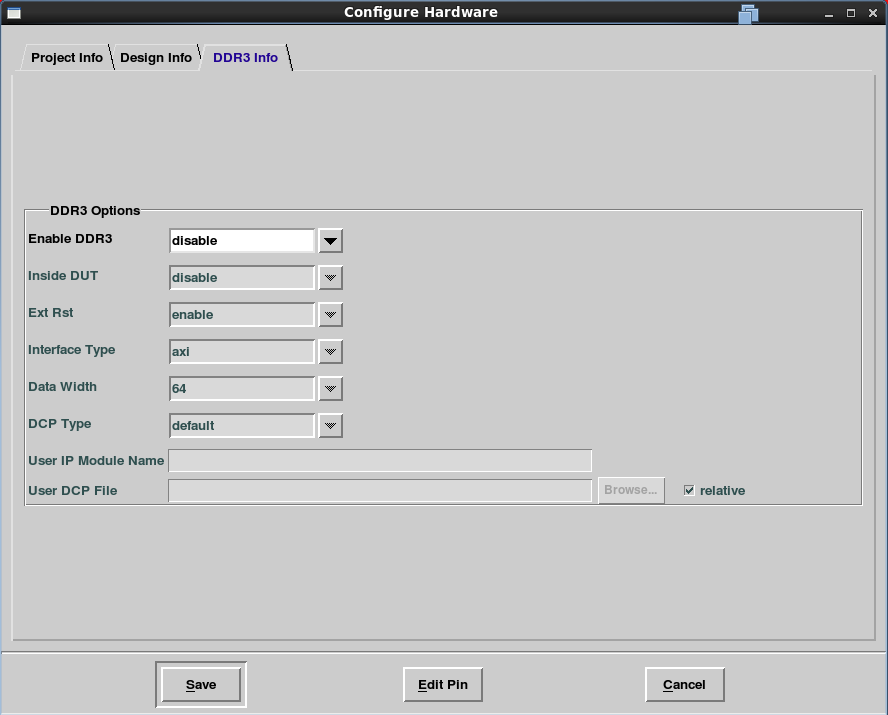 Configure Hardware
Project Info Design Info DDR3 Info
DDR3 Options
Enable DDR3 disable
Inside DUT disable
Ext Rst enable
Interface Type axi
Data Width 64
DCP Type default
User IP Module Name
User DCP File Browse... relative
Save Edit Pin Cancel